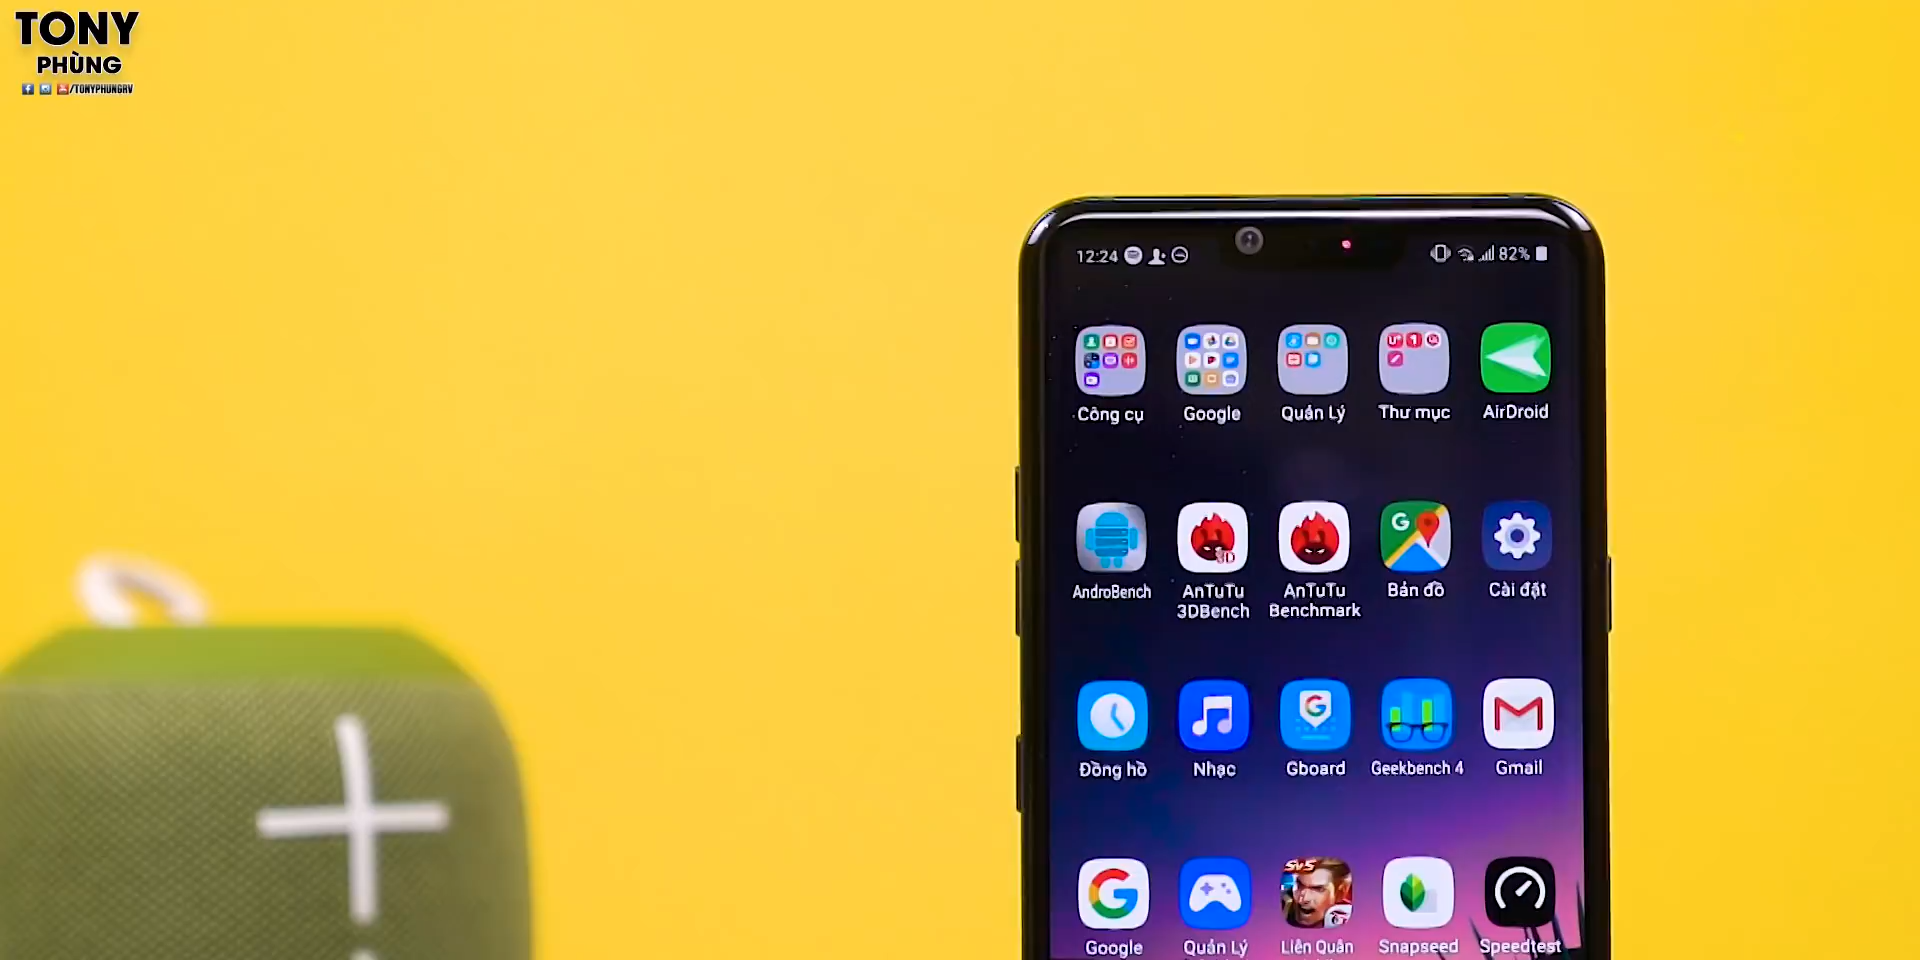 TONY
PHÙNG
/TONYPHUNGRV
12:24
82%
Công cụ
Google
Quản Lý
Thư mục
AirDroid
AndroBench
AnTuTu
3DBench
AnTuTu
Benchmark
Bản đồ
Cài đặt
Đồng hồ
Nhạc
Gboard
Geekbench 4
Gmail
Google
Quản Lý
Liên Quân
Snapseed
Speedtest